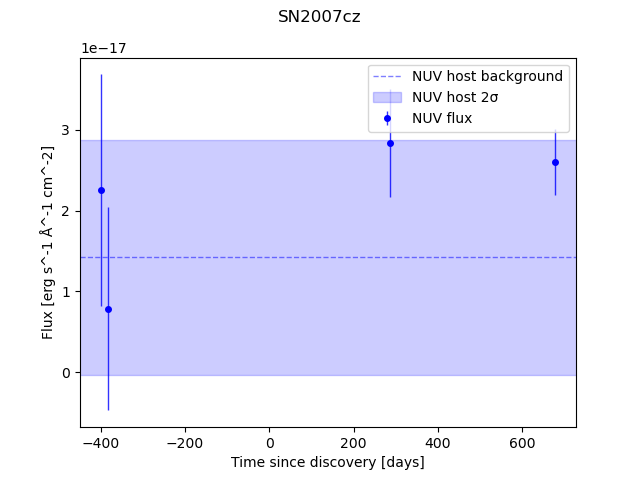 SN2007cz
1e−17
NUV host background
NUV host 2σ
NUV flux
3
2
1
0
Flux [erg s^-1 Å^-1 cm^-2]
−400 −200 0 200 400 600
Time since discovery [days]